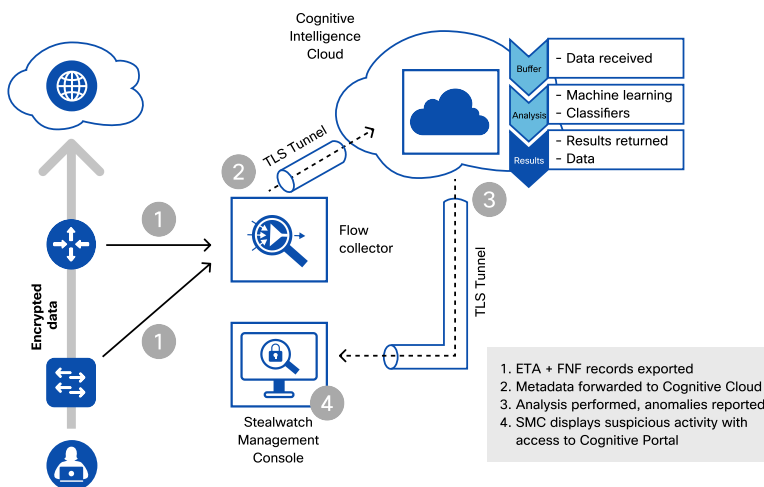 Cognitive
Intelligence
Cloud
Buffer
- Data received
Analysis
- Machine learning
- Classifiers
Results
- Results returned
- Data
TLS Tunnel
2
1
Flow
collector
3
TLS Tunnel
Encrypted
data
1
4
Stealwatch
Management
Console
1. ETA + FNF records exported
2. Metadata forwarded to Cognitive Cloud
3. Analysis performed, anomalies reported
4. SMC displays suspicious activity with
access to Cognitive Portal